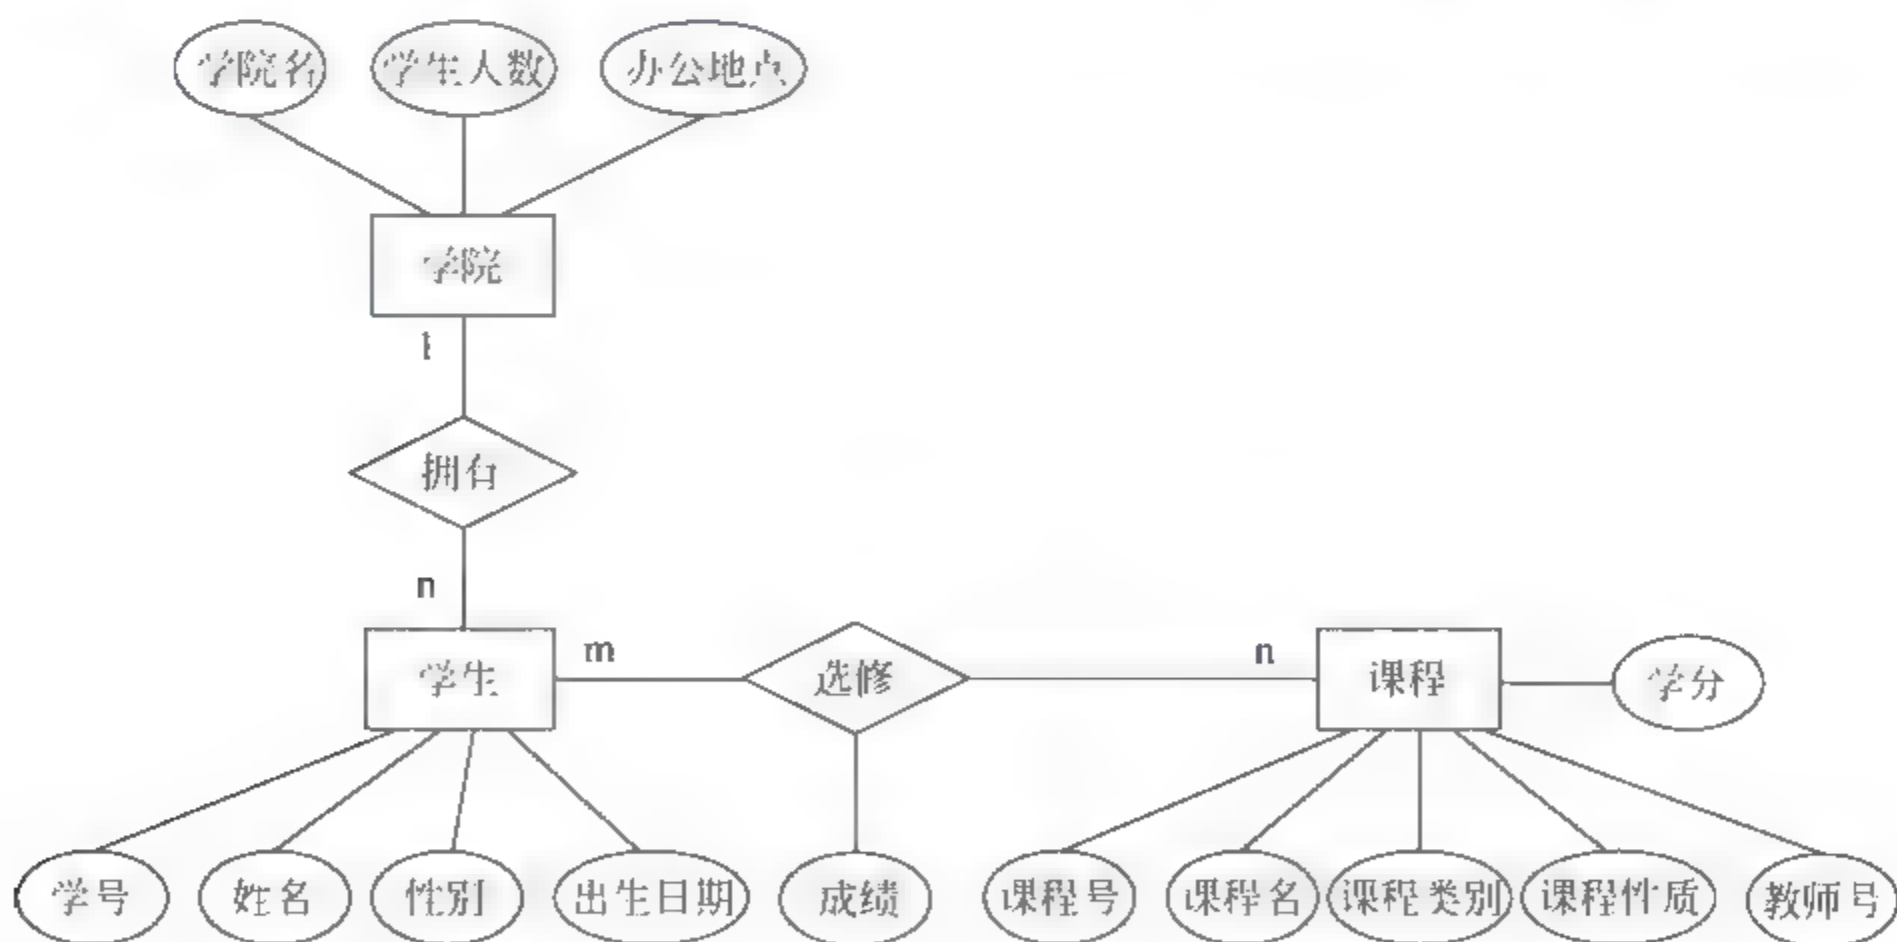 学院名 学生人数 办公地点
学院
1
拥有
n
学生 m 选修 n 课程 学分
学号 姓名 性别 出生日期 成绩 课程号 课程名 课程类别 课程性质 教师号